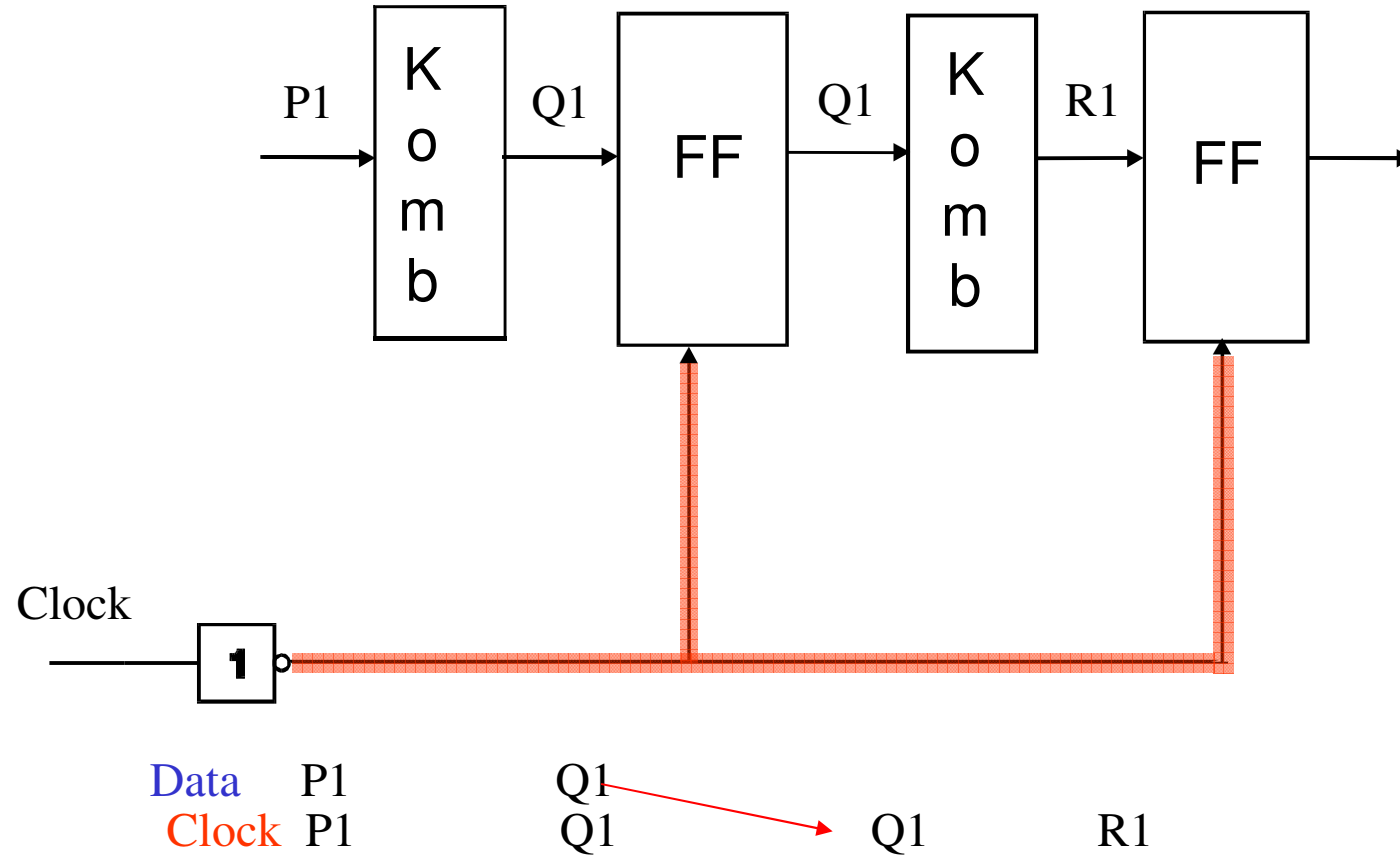 P1
K
o
m
b
Q1
FF
Q1
K
o
m
b
R1
FF
Clock
1
Data P1 Q1
Clock P1 Q1 Q1 R1